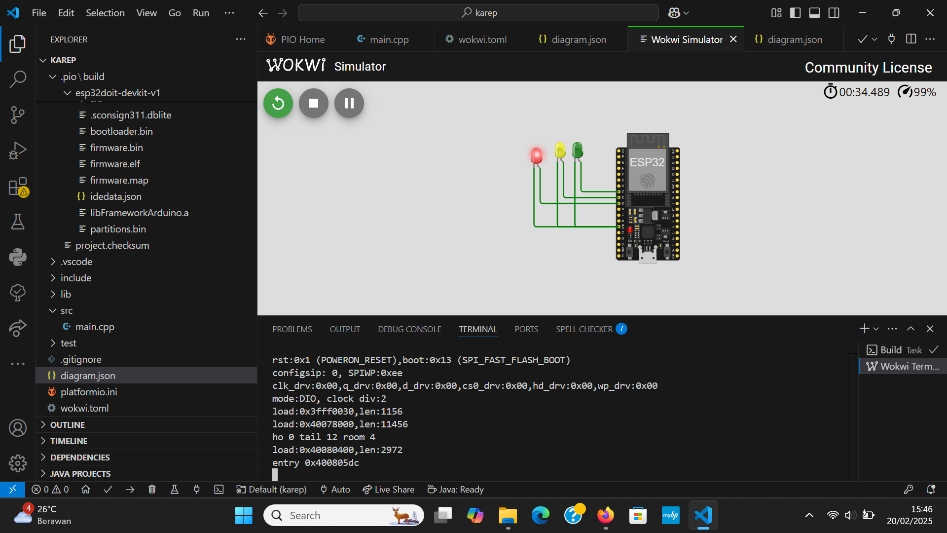 File Edit Selection View Go Run ··· karep
EXPLORER
KAREP
.pio \ build
esp32doit-devkit-v1
.sconsign311.dblite
bootloader.bin
firmware.bin
firmware.elf
firmware.map
idedata.json
libFrameworkArduino.a
partitions.bin
project.checksum
.vscode
include
lib
src
main.cpp
test
.gitignore
diagram.json
platformio.ini
wokwi.toml
OUTLINE
TIMELINE
DEPENDENCIES
JAVA PROJECTS
PIO Home main.cpp wokwi.toml diagram.json Wokwi Simulator diagram.json
WOKWI Simulator
Community License
00:34.489 99%
ESP32
PROBLEMS OUTPUT DEBUG CONSOLE TERMINAL PORTS SPELL CHECKER 7
Build Task
Wokwi Term...
rst:0x1 (POWERON_RESET),boot:0x13 (SPI_FAST_FLASH_BOOT)
configsip: 0, SPIWP:0xee
clk_drv:0x00,q_drv:0x00,d_drv:0x00,cs0_drv:0x00,hd_drv:0x00,wp_drv:0x00
mode:DIO, clock div:2
load:0x3fff0030,len:1156
load:0x40078000,len:11456
ho 0 tail 12 room 4
load:0x40080400,len:2972
entry 0x400805dc
0 0 Default (karep) Auto Live Share Java: Ready
4 26°C
Berawan
Search
15:46
20/02/2025